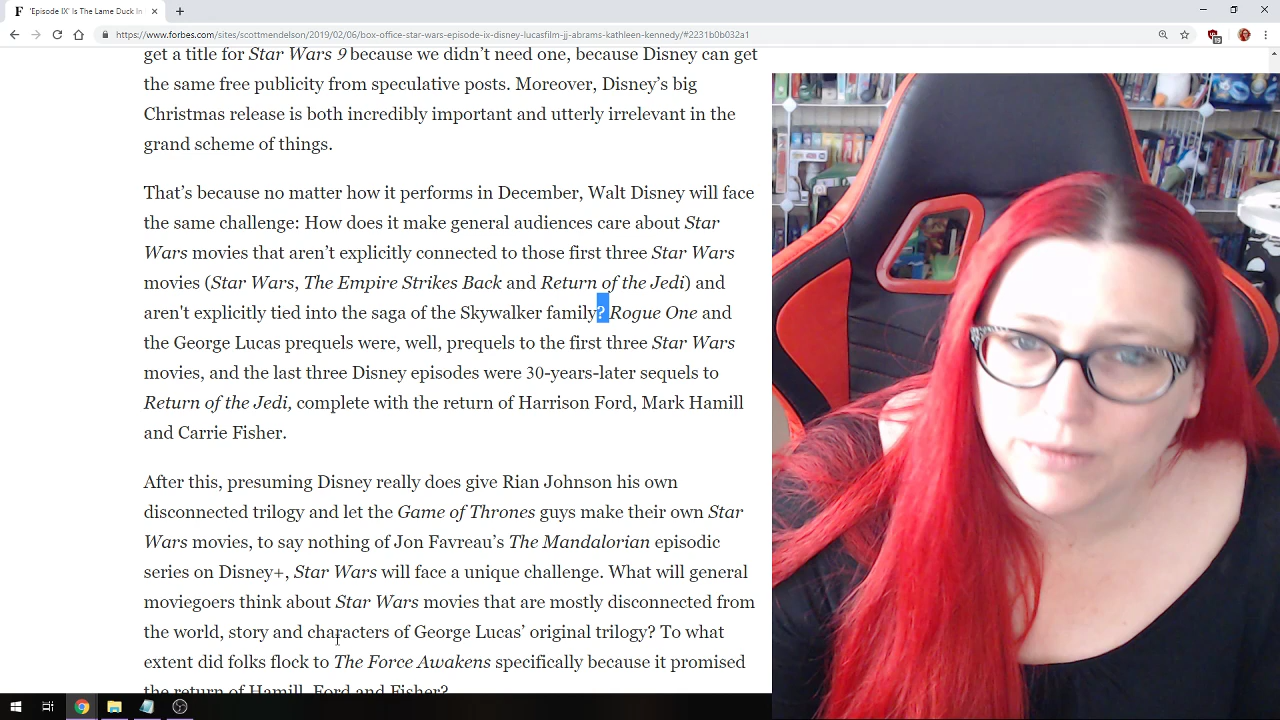 'Episode IX' Is The Lame Duck In
https://www.forbes.com/sites/scottmendelson/2019/02/06/box-office-star-wars-episode-ix-disney-lucasfilm-jj-abrams-kathleen-kennedy/#2231b0b032a1
get a title for Star Wars 9 because we didn’t need one, because Disney can get
the same free publicity from speculative posts. Moreover, Disney’s big
Christmas release is both incredibly important and utterly irrelevant in the
grand scheme of things.
That’s because no matter how it performs in December, Walt Disney will face
the same challenge: How does it make general audiences care about Star
Wars movies that aren’t explicitly connected to those first three Star Wars
movies (Star Wars, The Empire Strikes Back and Return of the Jedi) and
aren't explicitly tied into the saga of the Skywalker family? Rogue One and
the George Lucas prequels were, well, prequels to the first three Star Wars
movies, and the last three Disney episodes were 30-years-later sequels to
Return of the Jedi, complete with the return of Harrison Ford, Mark Hamill
and Carrie Fisher.
After this, presuming Disney really does give Rian Johnson his own
disconnected trilogy and let the Game of Thrones guys make their own Star
Wars movies, to say nothing of Jon Favreau’s The Mandalorian episodic
series on Disney+, Star Wars will face a unique challenge. What will general
moviegoers think about Star Wars movies that are mostly disconnected from
the world, story and characters of George Lucas’ original trilogy? To what
extent did folks flock to The Force Awakens specifically because it promised
the return of Hamill, Ford and Fisher?